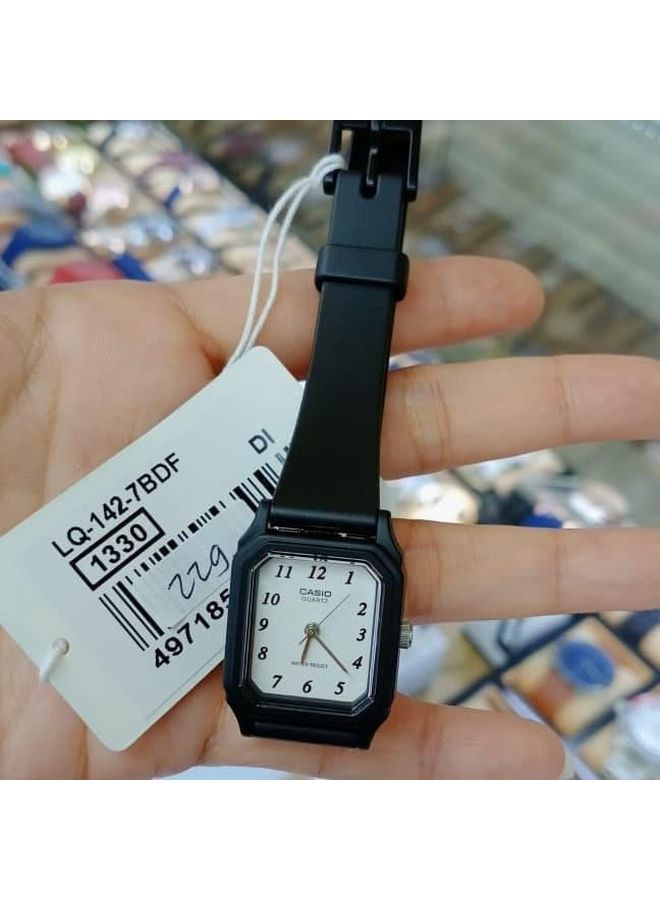 LQ-142-7BDF
DI
1330
229
497185
11 12 1
10 2
9 3
8 4
7 6 5
CASIO
QUARTZ
WATER RESIST